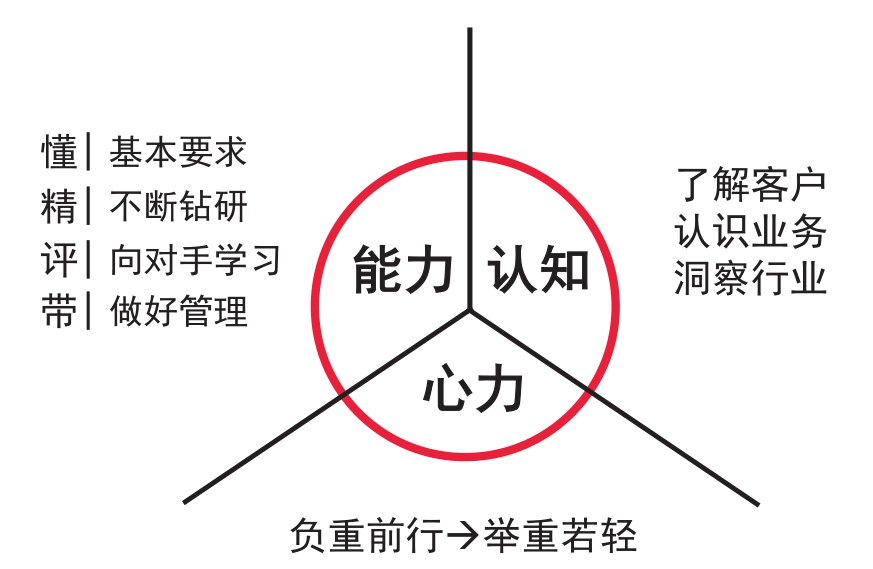 懂| 基本要求
精| 不断钻研
评| 向对手学习
带| 做好管理
能力
认知
心力
了解客户
认识业务
洞察行业
负重前行→举重若轻